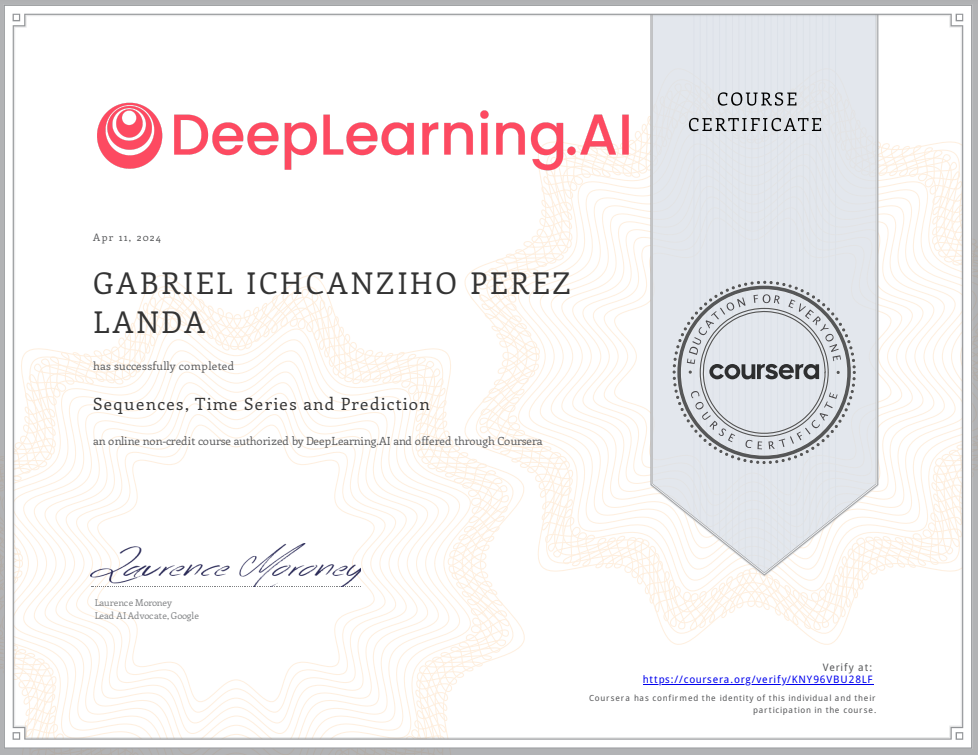 DeepLearning.AI
COURSE
CERTIFICATE
Apr 11, 2024
GABRIEL ICHCANZIHO PEREZ
LANDA
has successfully completed
Sequences, Time Series and Prediction
an online non-credit course authorized by DeepLearning.AI and offered through Coursera
EDUCATION FOR EVERYONE
coursera
COURSE CERTIFICATE
Laurence Moroney
Laurence Moroney
Lead AI Advocate, Google
Verify at:
https://coursera.org/verify/KNY96VBU28LF
Coursera has confirmed the identity of this individual and their
participation in the course.